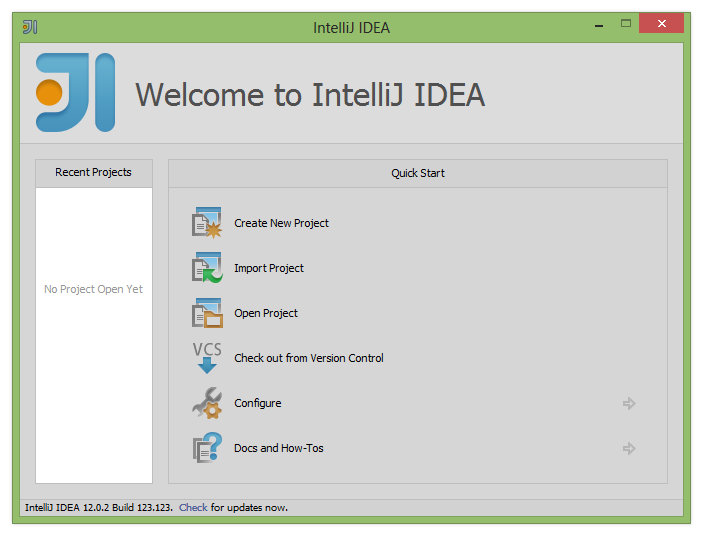 IntelliJ IDEA
Welcome to IntelliJ IDEA
Recent Projects
No Project Open Yet
Quick Start
Create New Project
Import Project
Open Project
VCS
Check out from Version Control
Configure
Docs and How-Tos
IntelliJ IDEA 12.0.2 Build 123.123. Check for updates now.